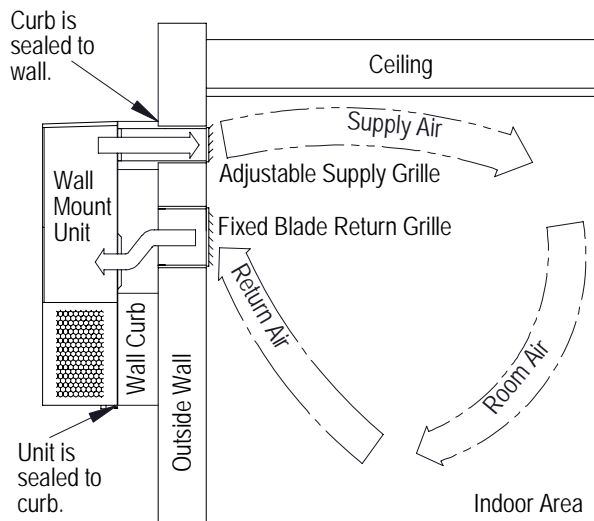 Curb is
sealed to
wall.
Ceiling
Supply Air
Adjustable Supply Grille
Wall
Mount
Unit
Fixed Blade Return Grille
Return Air
Room Air
Wall Curb
Outside Wall
Unit is
sealed to
curb.
Indoor Area